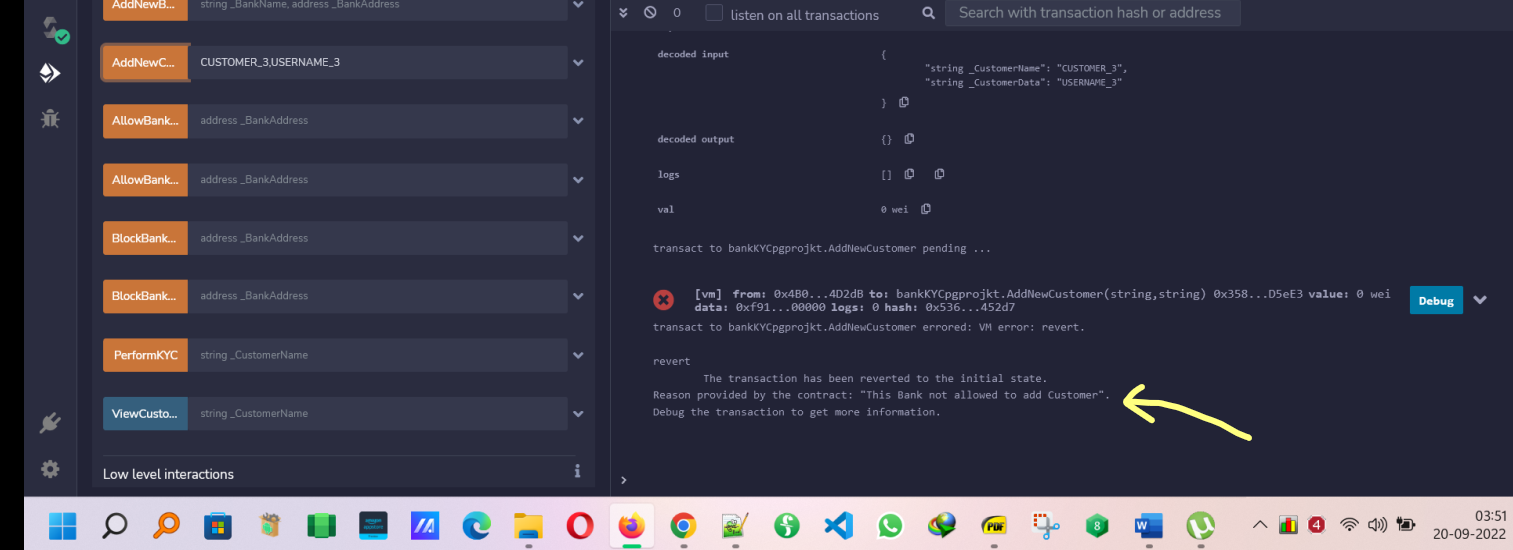 AddNewB... string _BankName, address _BankAddress
AddNewC... CUSTOMER_3,USERNAME_3
AllowBank... address _BankAddress
AllowBank... address _BankAddress
BlockBank... address _BankAddress
BlockBank... address _BankAddress
PerformKYC string _CustomerName
ViewCusto... string _CustomerName
Low level interactions
i
0 listen on all transactions Search with transaction hash or address
decoded input {
"string _CustomerName": "CUSTOMER_3",
"string _CustomerData": "USERNAME_3"
}
decoded output {}
logs []
val 0 wei
transact to bankKYCpgprojkt.AddNewCustomer pending ...
[vm] from: 0x4B0...4D2dB to: bankKYCpgprojkt.AddNewCustomer(string,string) 0x358...D5eE3 value: 0 wei
data: 0xf91...00000 logs: 0 hash: 0x536...452d7
Debug
transact to bankKYCpgprojkt.AddNewCustomer errored: VM error: revert.
revert
The transaction has been reverted to the initial state.
Reason provided by the contract: "This Bank not allowed to add Customer".
Debug the transaction to get more information.
>
PDF
8
W
4
03:51
20-09-2022